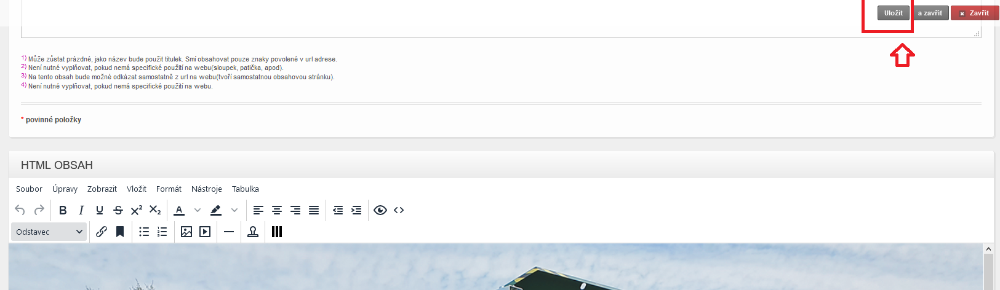 Uložit
a zavřít
Zavřít
1) Může zůstat prázdné, jako název bude použit titulek. Smí obsahovat pouze znaky povolené v url adrese.
2) Není nutné vyplňovat, pokud nemá specifické použití na webu(sloupek, patička, apod).
3) Na tento obsah bude možné odkázat samostatně z url na webu(tvoří samostatnou obsahovou stránku).
4) Není nutné vyplňovat, pokud nemá specifické použití na webu.
* povinné položky
HTML OBSAH
Soubor Úpravy Zobrazit Vložit Formát Nástroje Tabulka
Odstavec